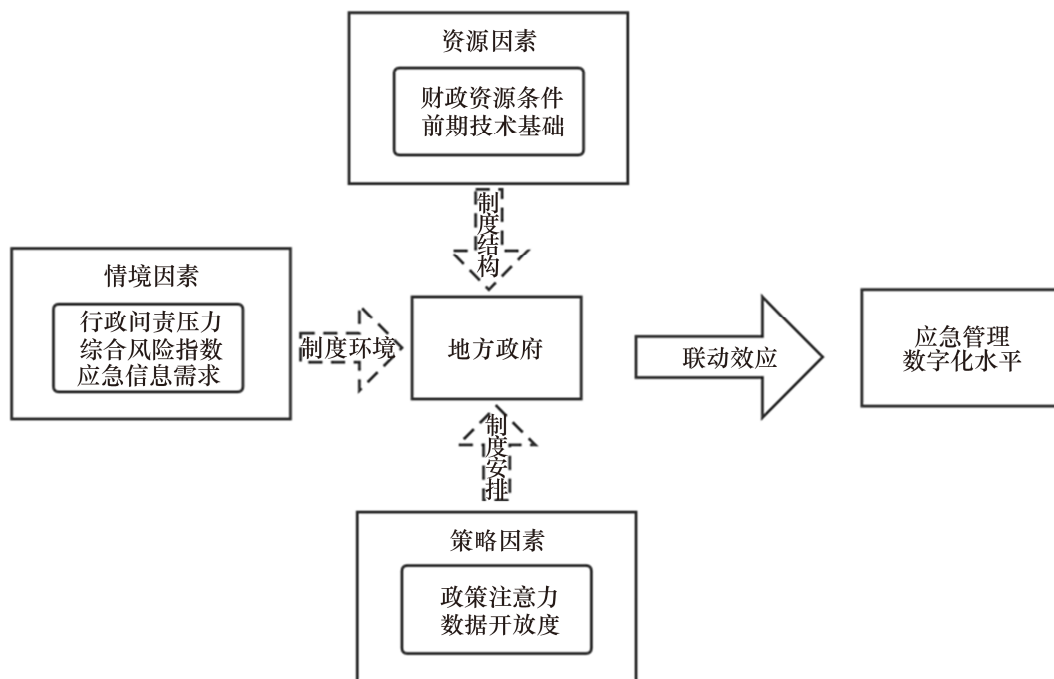 资源因素
财政资源条件
前期技术基础
制度结构
情境因素
行政问责压力
综合风险指数
应急信息需求
制度环境
地方政府
联动效应
应急管理
数字化水平
制度安排
策略因素
政策注意力
数据开放度